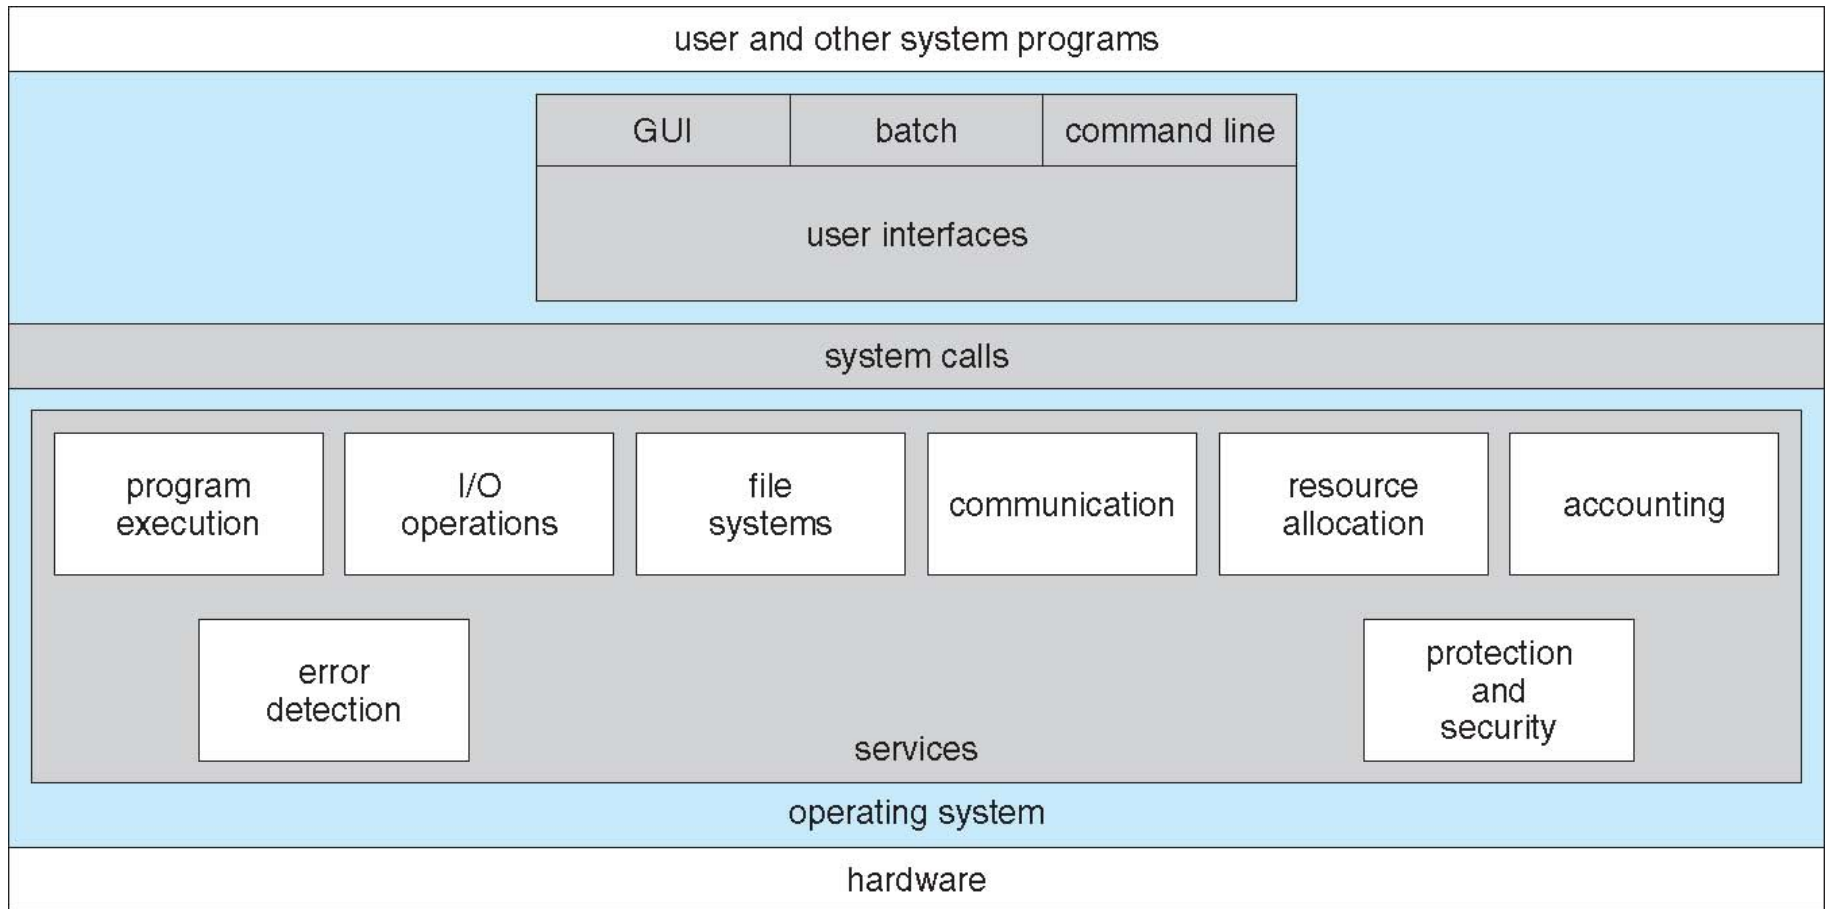 user and other system programs
GUI
batch
command line
user interfaces
system calls
program
execution
I/O
operations
file
systems
communication
resource
allocation
accounting
error
detection
protection
and
security
services
operating system
hardware